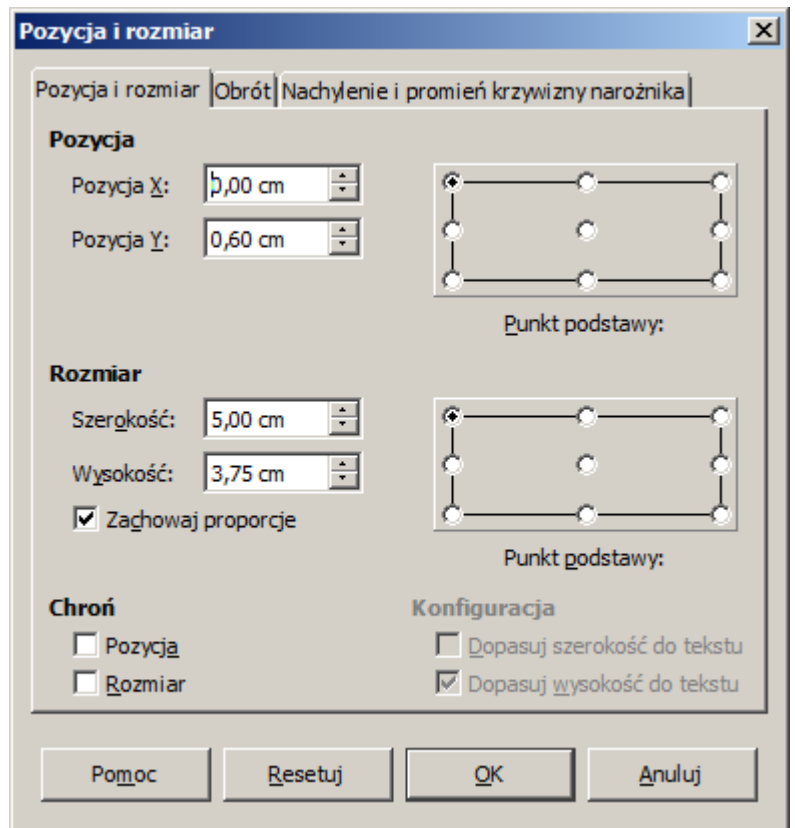 Pozycja i rozmiar
Pozycja i rozmiar Obrót Nachylenie i promień krzywizny narożnika
Pozycja
Pozycja X: 0,00 cm
Pozycja Y: 0,60 cm
Punkt podstawy:
Rozmiar
Szerokość: 5,00 cm
Wysokość: 3,75 cm
Zachowaj proporcje
Punkt podstawy:
Chroń Konfiguracja
Pozycja Dopasuj szerokość do tekstu
Rozmiar Dopasuj wysokość do tekstu
Pomoc Resetuj OK Anuluj